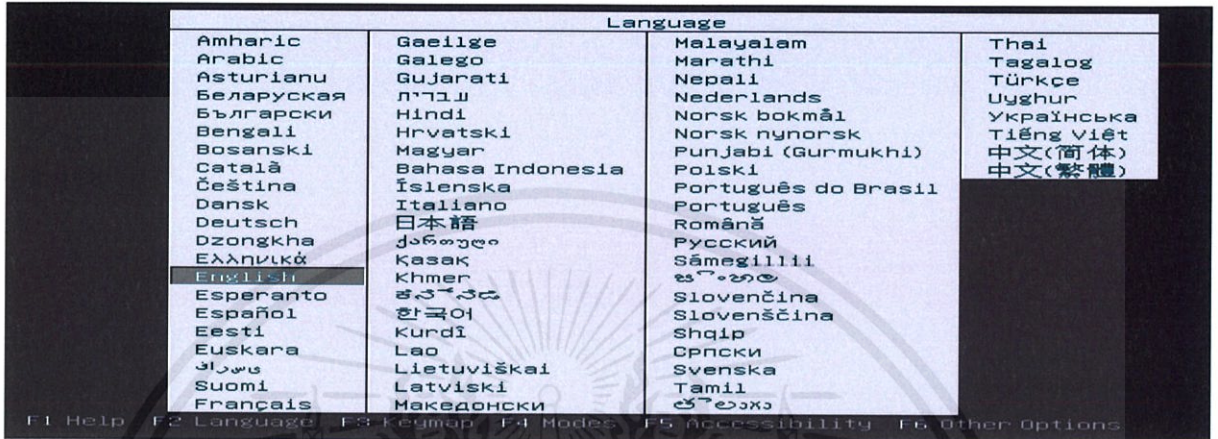 Language
Amharic
Arabic
Asturianu
Беларуская
Български
Bengali
Bosanski
Català
Čeština
Dansk
Deutsch
Dzongkha
Ελληνικά
English
Esperanto
Español
Eesti
Euskara
Suomi
Français
Gaeilge
Galego
Gujarati
עברית
Hindi
Hrvatski
Magyar
Bahasa Indonesia
Íslenska
Italiano
日本語
ქართული
Қазақ
Khmer
한국어
Kurdî
Lao
Lietuviškai
Latviski
Македонски
Malayalam
Marathi
Nepali
Nederlands
Norsk bokmål
Norsk nynorsk
Punjabi (Gurmukhi)
Polski
Português do Brasil
Português
Română
Русский
Sámegillii
Slovenčina
Slovenščina
Shqip
Српски
Svenska
Tamil
Thai
Tagalog
Türkçe
Uyghur
Українська
Tiếng Việt
中文(简体)
中文(繁體)
F1 Help F2 Language F3 Keymap F4 Modes F5 Accessibility F6 Other Options